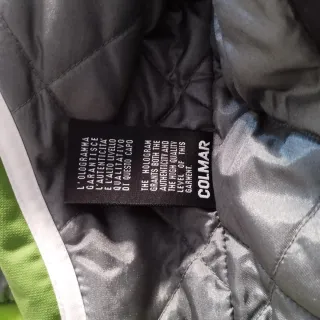 L'OLOGRAMMA
GARANTISCE
L'AUTENTICITA'
E L'ALTO LIVELLO
QUALITATIVO
DI QUESTO CAPO
THE HOLOGRAM
GRANTS BOTH THE
AUTHENTICITY AND
THE HIGH QUALITY
LEVEL OF THIS
GARMENT
COLMAR